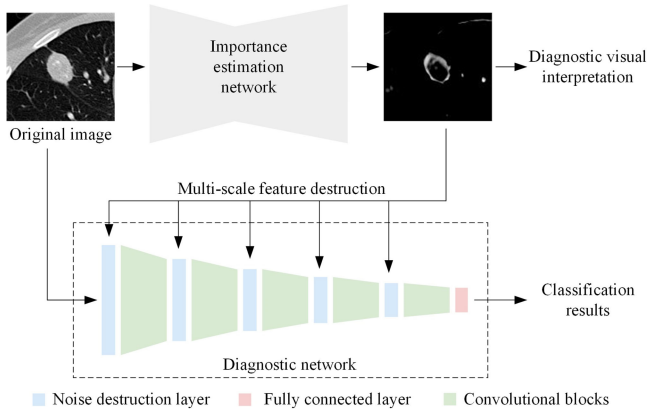 Importance
estimation
network
Diagnostic visual
interpretation
Original image
Multi-scale feature destruction
Classification
results
Diagnostic network
Noise destruction layer
Fully connected layer
Convolutional blocks